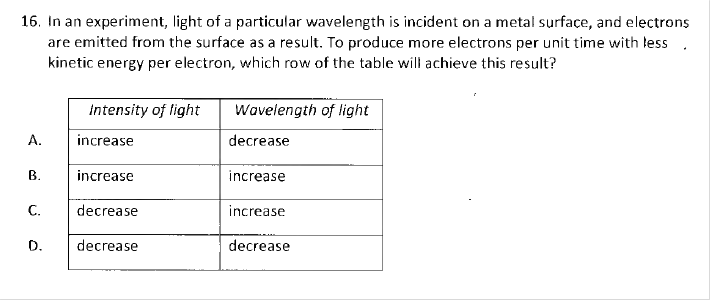 16. In an experiment, light of a particular wavelength is incident on a metal surface, and electrons
are emitted from the surface as a result. To produce more electrons per unit time with less
kinetic energy per electron, which row of the table will achieve this result?
Intensity of light Wavelength of light
A. increase decrease
B. increase increase
C. decrease increase
D. decrease decrease